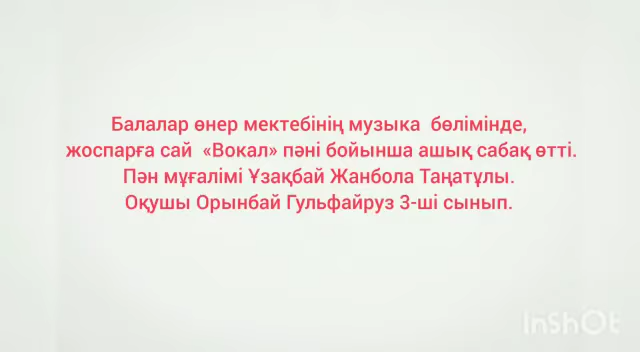 Балалар өнер мектебінің музыка бөлімінде,
жоспарға сай «Вокал» пәні бойынша ашық сабақ өтті.
Пән мұғалімі Ұзақбай Жанбола Таңатұлы.
Оқушы Орынбай Гульфайруз 3-ші сынып.
InShOt